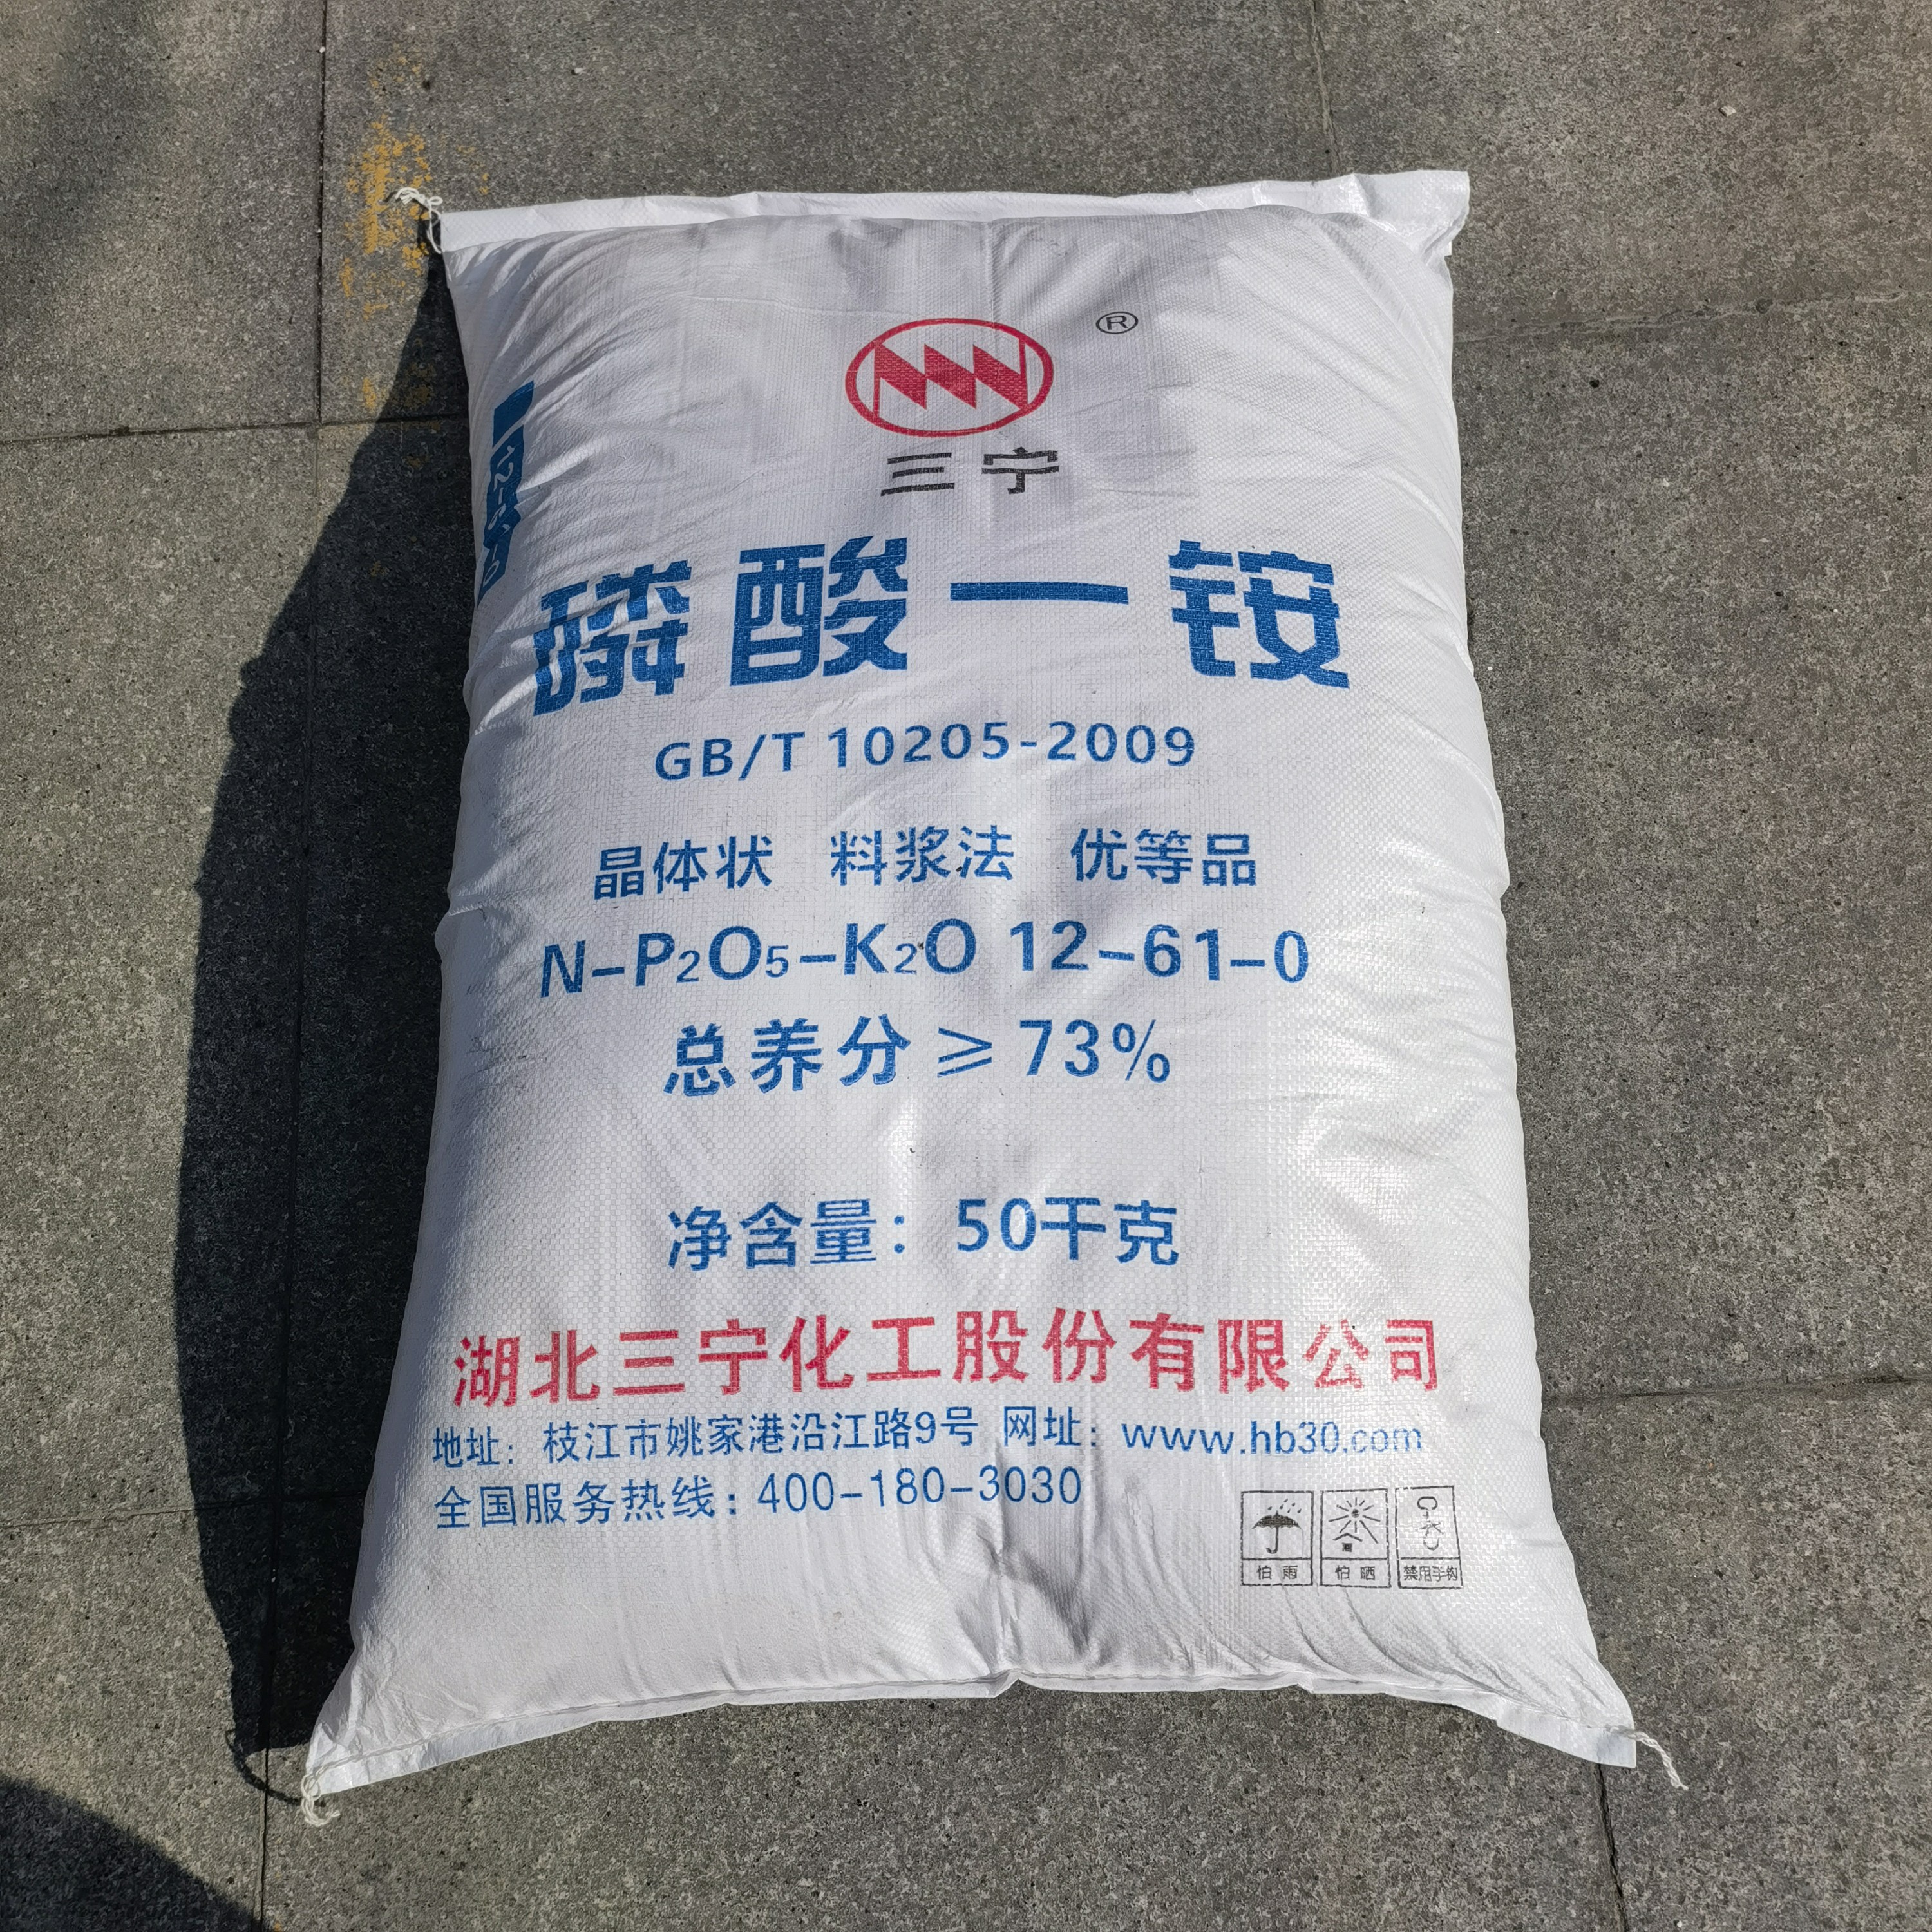 ®
三宁
磷酸一铵
GB/T 10205-2009
晶体状 料浆法 优等品
N-P₂O₅-K₂O 12-61-0
总养分≥73%
净含量：50千克
湖北三宁化工股份有限公司
地址：枝江市姚家港沿江路9号 网址：www.hb30.com
全国服务热线：400-180-3030
怕雨 怕晒 禁用手钩
12-61-0